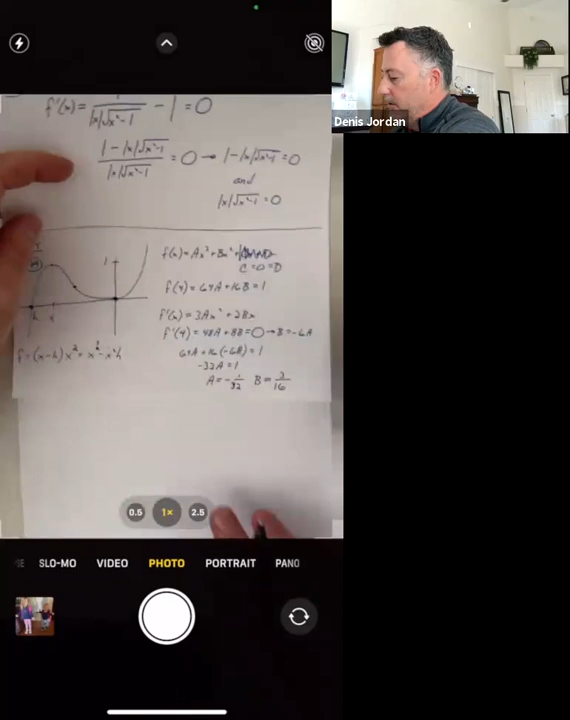 f'(x) = 1/(|x|√x²-1) - 1 = 0
(1 - |x|√x²-1)/(|x|√x²-1) = 0 → 1 - |x|√x²-1 = 0
and
|x|√x²-1 = 0
f(x) = Ax³ + Bx² +
C = 0 = D
f(4) = 64A + 16B = 1
f'(x) = 3Ax² + 2Bx
f'(4) = 48A + 8B = 0 → B = -6A
64A + 16(-6A) = 1
-32A = 1
A = -1/32 B = 3/16
f = (x-h) x² = x³ - x²h
Denis Jordan
0.5 1× 2.5
SLO-MO VIDEO PHOTO PORTRAIT PANO